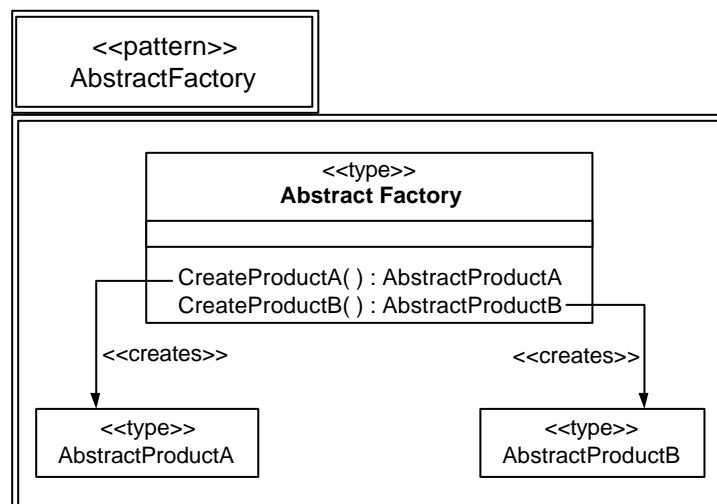 <<pattern>>
AbstractFactory
<<type>>
Abstract Factory
CreateProductA( ) : AbstractProductA
CreateProductB( ) : AbstractProductB
<<creates>>
<<creates>>
<<type>>
AbstractProductA
<<type>>
AbstractProductB